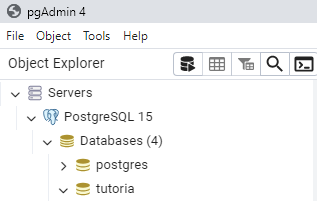 pgAdmin 4
File Object Tools Help
Object Explorer
Servers
PostgreSQL 15
Databases (4)
postgres
tutoria